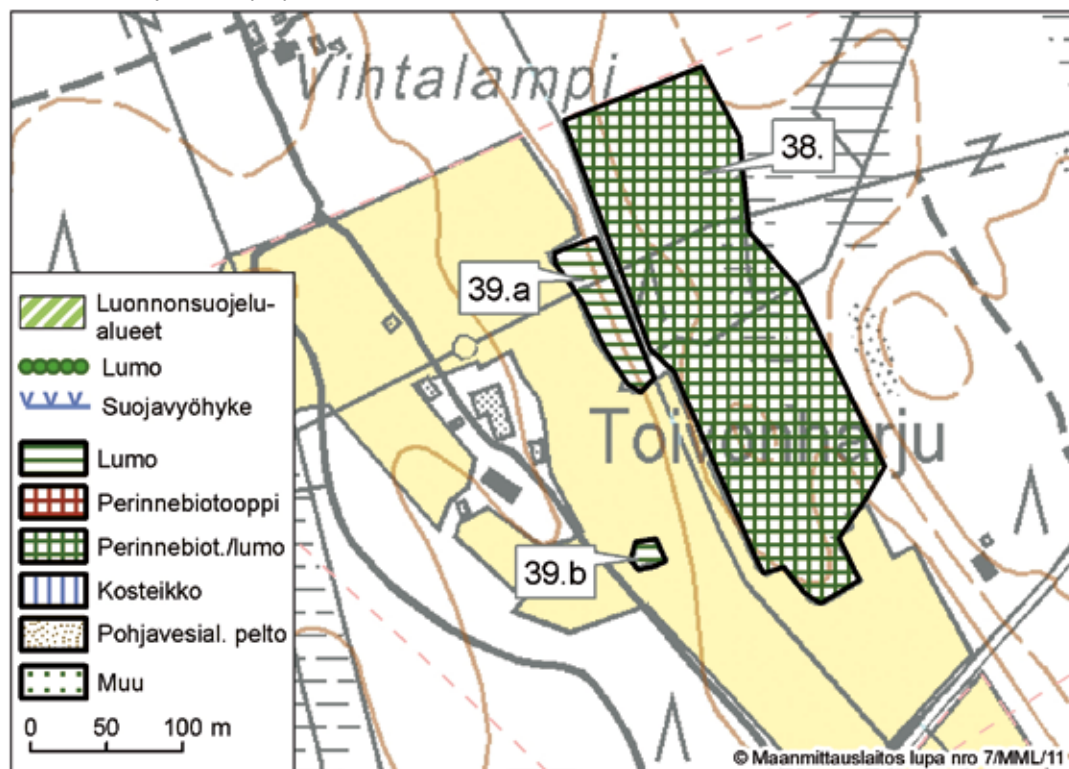 Vihtalampi
38.
39.a
Toivonharju
39.b
Luonnonsuojelu-
alueet
Lumo
Suojavyöhyke
Lumo
Perinnebiotooppi
Perinnebiot./lumo
Kosteikko
Pohjavesial. pelto
Muu
0 50 100 m
© Maanmittauslaitos lupa nro 7/MML/11